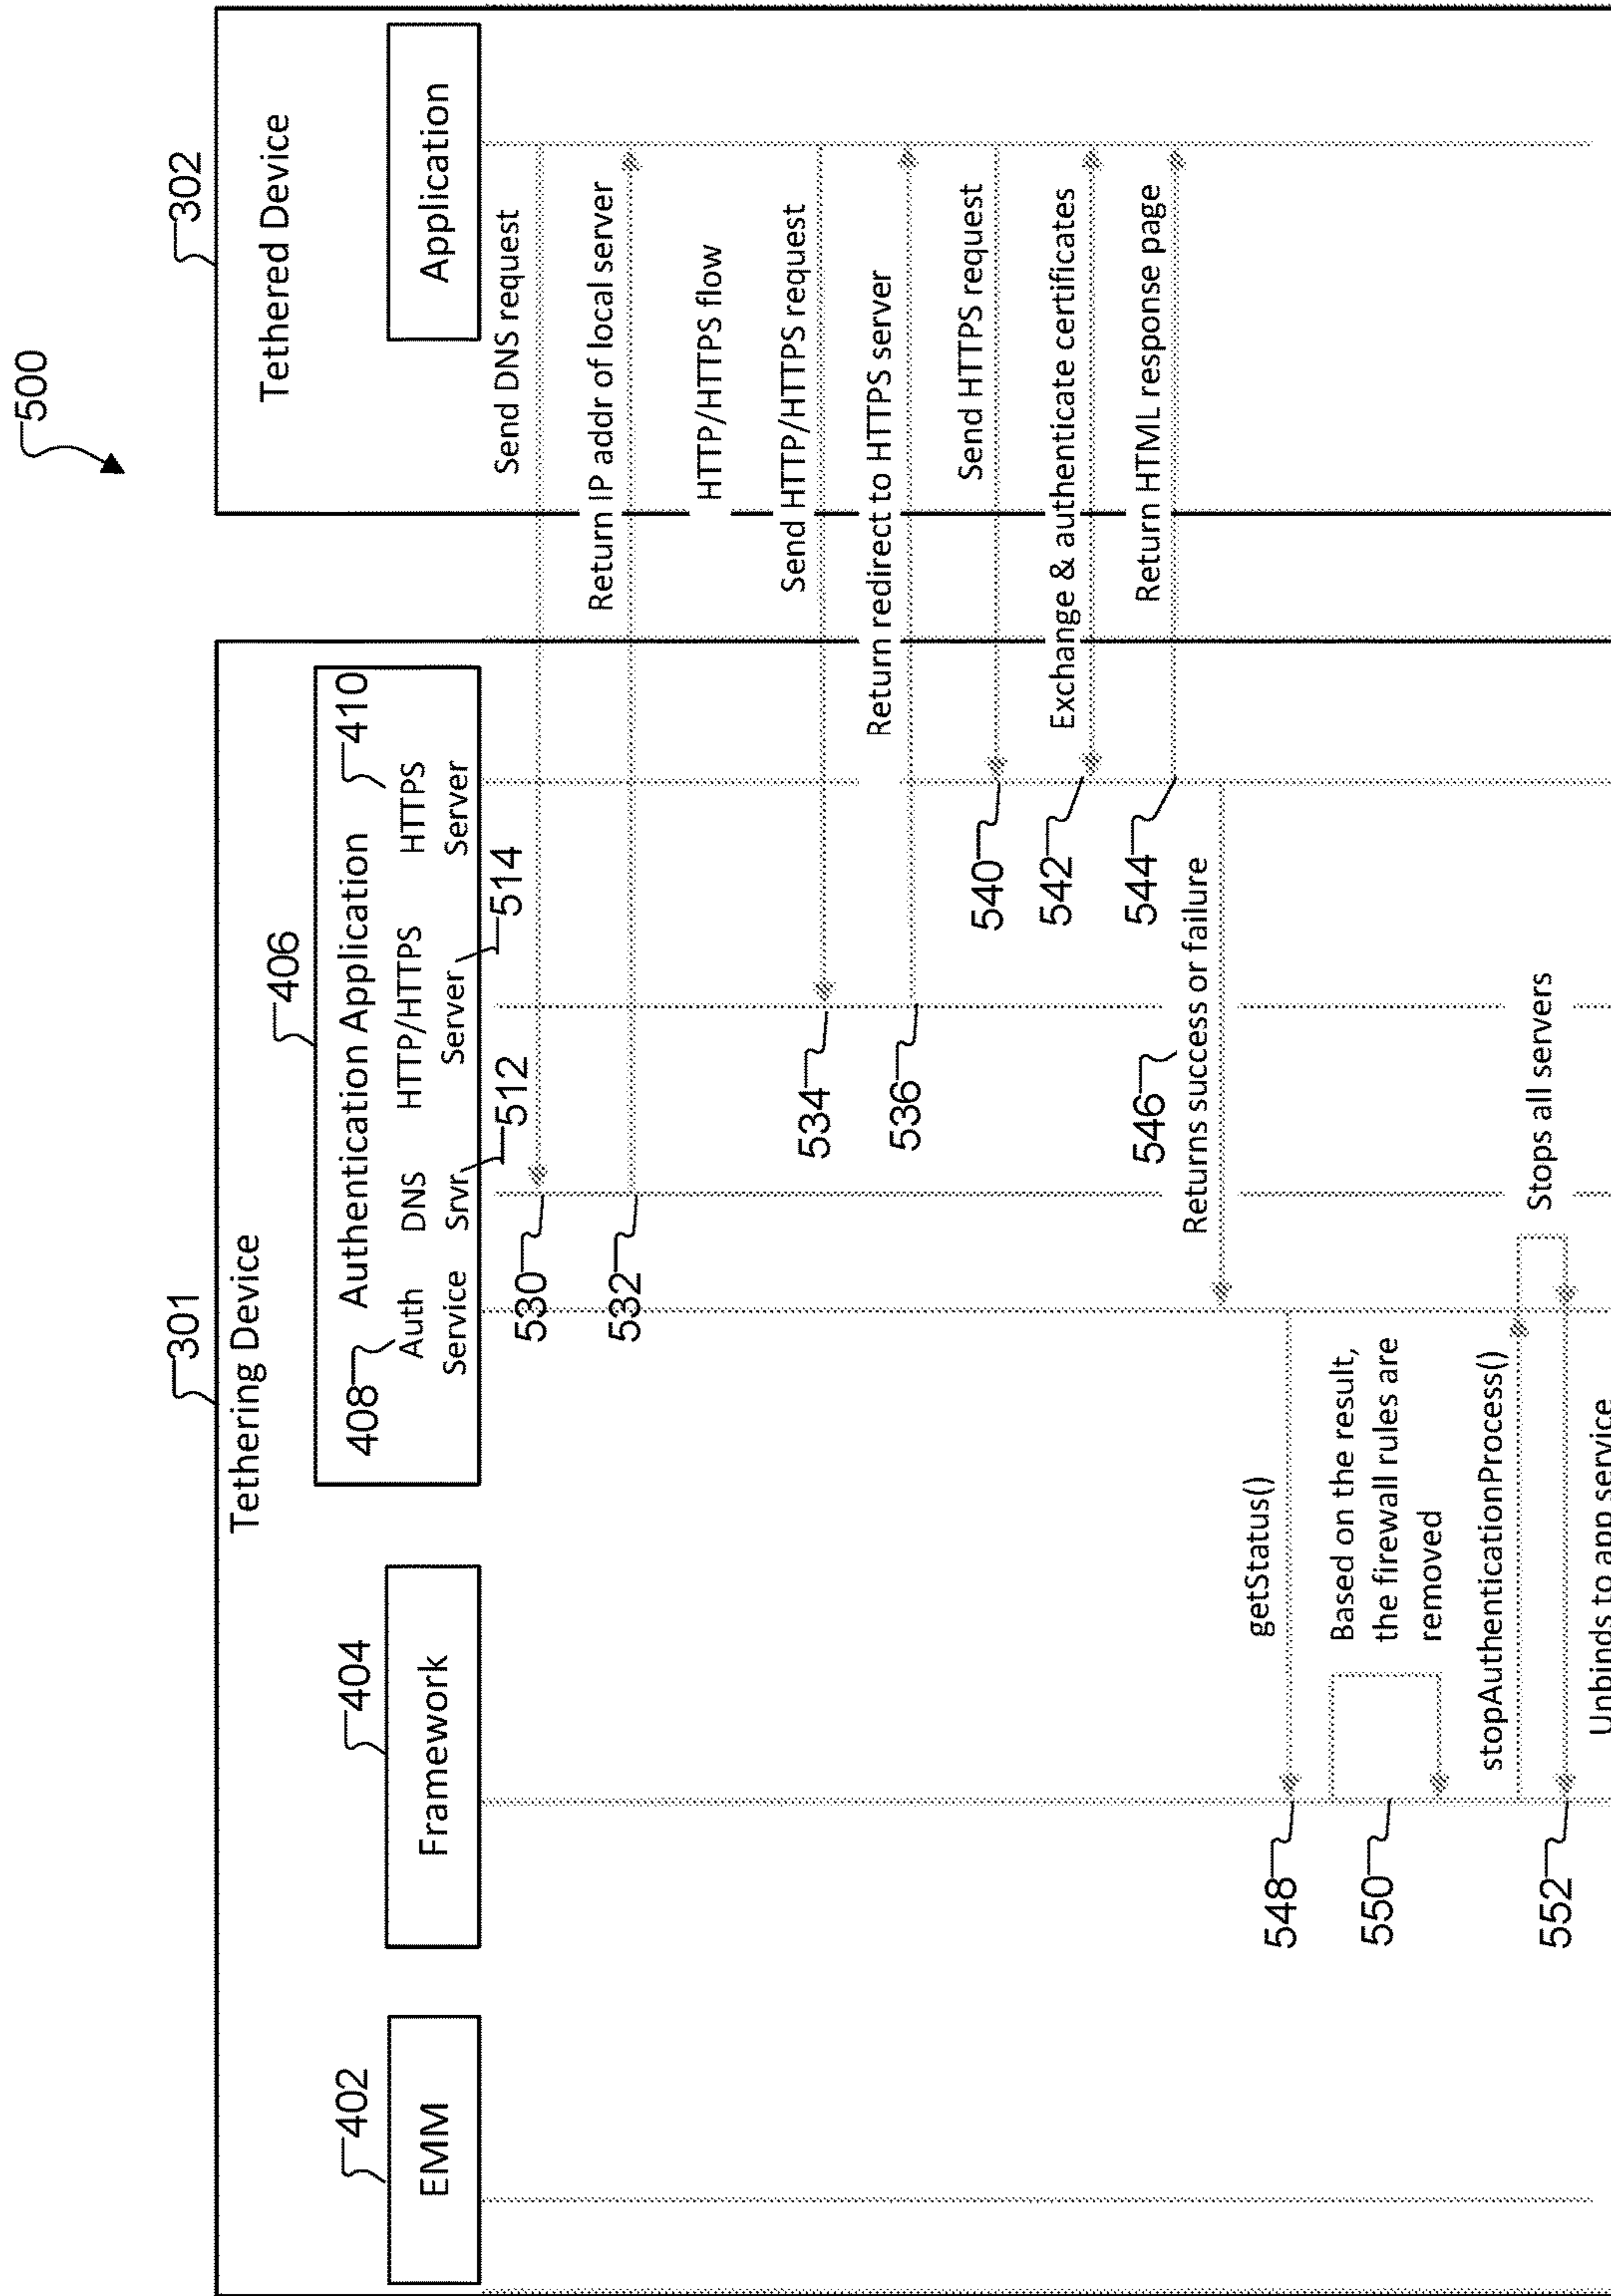 500
301
302
Tethering Device
Tethered Device
402
404
406
EMM
Framework
408
Authentication Application
410
Auth
Service
DNS
Srvr
HTTP/HTTPS
Server
HTTPS
Server
512
514
Application
Send DNS request
530
Return IP addr of local server
532
HTTP/HTTPS flow
Send HTTP/HTTPS request
534
Return redirect to HTTPS server
536
Send HTTPS request
540
Exchange & authenticate certificates
542
Return HTML response page
544
546
Returns success or failure
getStatus()
548
Based on the result,
the firewall rules are
removed
550
stopAuthenticationProcess()
Stops all servers
552
Unbinds to app service